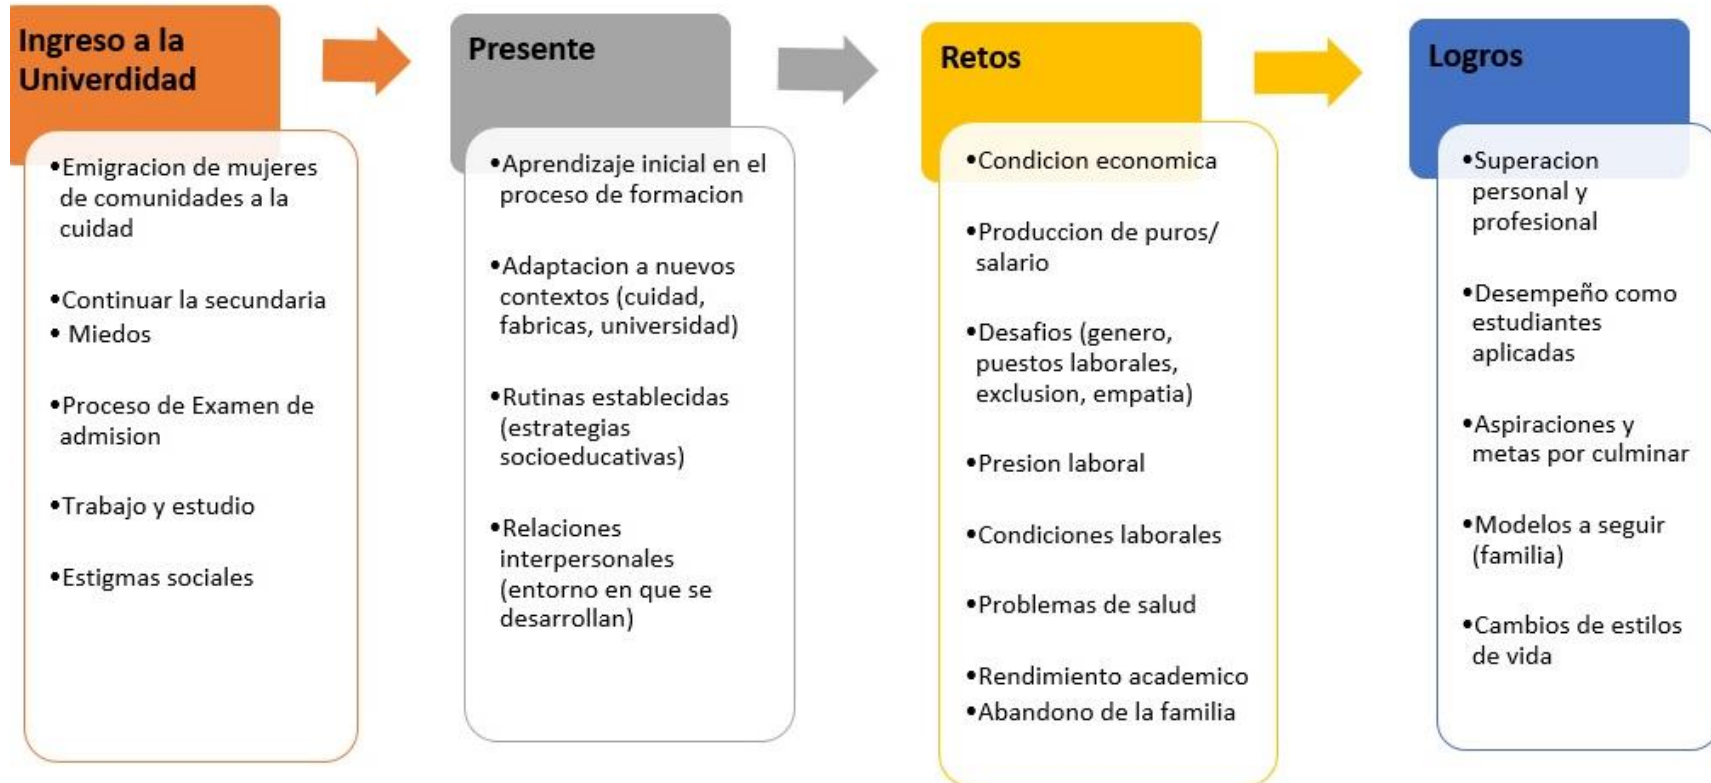 Ingreso a la
Univerdidad
•Emigracion de mujeres
de comunidades a la
cuidad
•Continuar la secundaria
• Miedos
•Proceso de Examen de
admision
•Trabajo y estudio
•Estigmas sociales
Presente
•Aprendizaje inicial en el
proceso de formacion
•Adaptacion a nuevos
contextos (cuidad,
fabricas, universidad)
•Rutinas establecidas
(estrategias
socioeducativas)
•Relaciones
interpersonales
(entorno en que se
desarrollan)
Retos
•Condicion economica
•Produccion de puros/
salario
•Desafios (genero,
puestos laborales,
exclusion, empatia)
•Presion laboral
•Condiciones laborales
•Problemas de salud
•Rendimiento academico
•Abandono de la familia
Logros
•Superacion
personal y
profesional
•Desempeño como
estudiantes
aplicadas
•Aspiraciones y
metas por culminar
•Modelos a seguir
(familia)
•Cambios de estilos
de vida